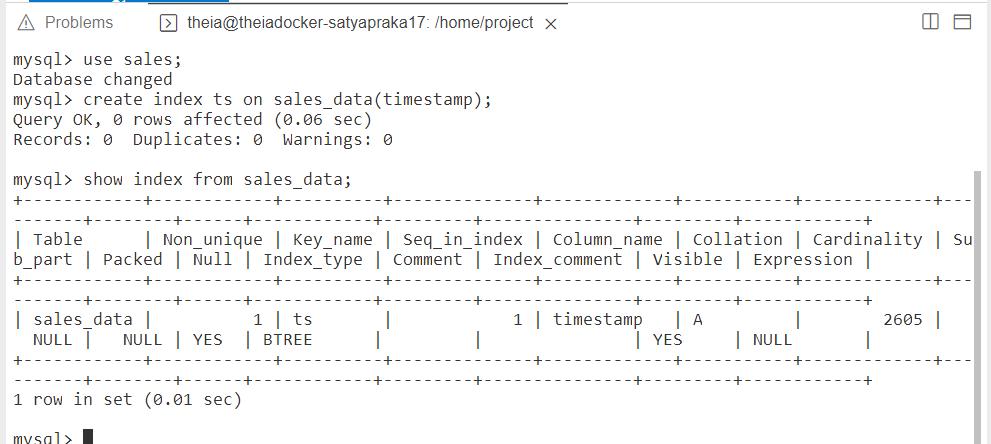 Problems theia@theiadocker-satyapraka17: /home/project
mysql> use sales;
Database changed
mysql> create index ts on sales_data(timestamp);
Query OK, 0 rows affected (0.06 sec)
Records: 0  Duplicates: 0  Warnings: 0
mysql> show index from sales_data;
+------------+------------+----------+--------------+-------------+-----------+-------------+---
-------+--------+------+------------+---------+---------------+---------+------------+
| Table      | Non_unique | Key_name | Seq_in_index | Column_name | Collation | Cardinality | Su
b_part | Packed | Null | Index_type | Comment | Index_comment | Visible | Expression |
+------------+------------+----------+--------------+-------------+-----------+-------------+---
-------+--------+------+------------+---------+---------------+---------+------------+
| sales_data |          1 | ts       |            1 | timestamp   | A         |        2605 |
  NULL |   NULL | YES  | BTREE      |         |               | YES     | NULL       |
+------------+------------+----------+--------------+-------------+-----------+-------------+---
-------+--------+------+------------+---------+---------------+---------+------------+
1 row in set (0.01 sec)
mysql>